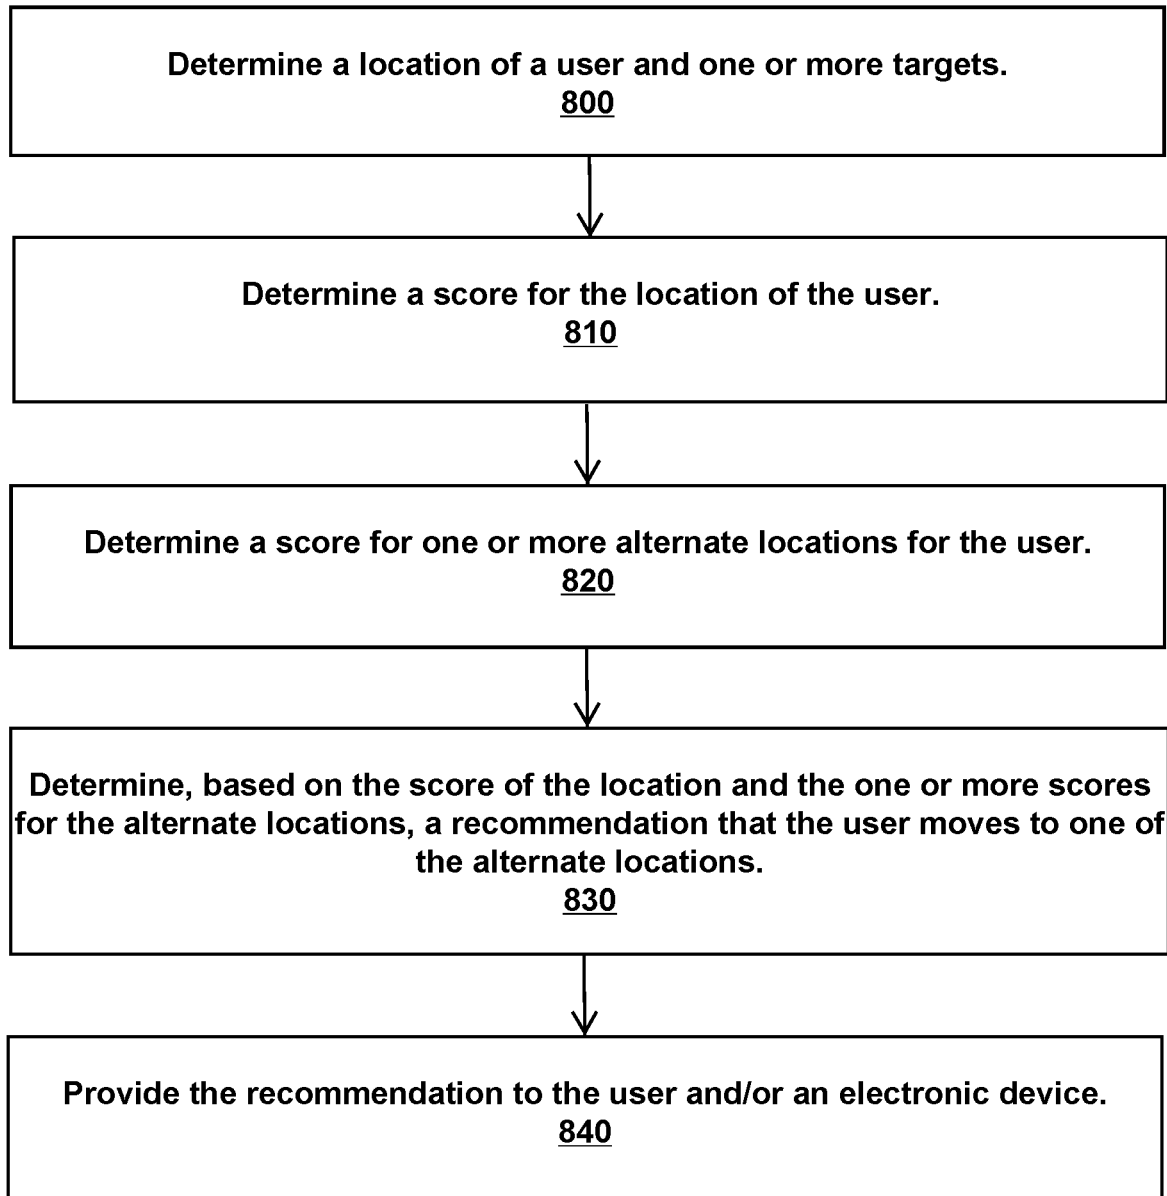 Determine a location of a user and one or more targets.
800
Determine a score for the location of the user.
810
Determine a score for one or more alternate locations for the user.
820
Determine, based on the score of the location and the one or more scores
for the alternate locations, a recommendation that the user moves to one of
the alternate locations.
830
Provide the recommendation to the user and/or an electronic device.
840